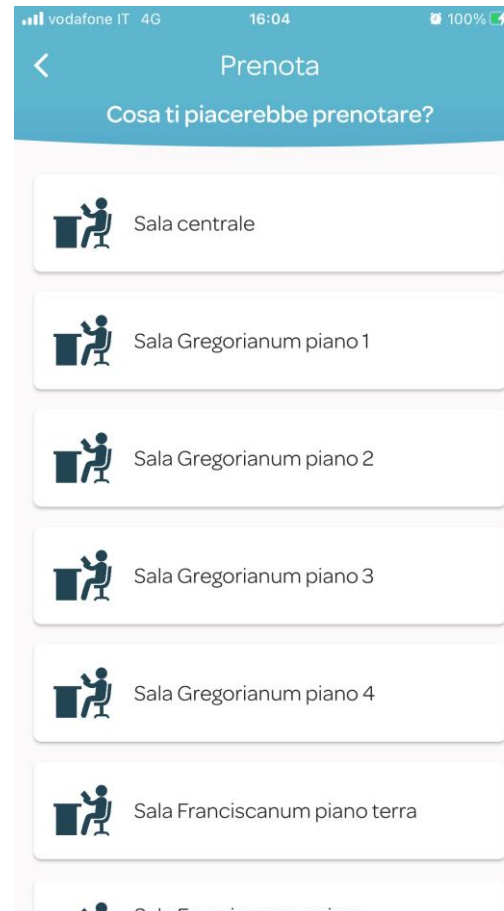 vodafone IT 4G 16:04 100%
Prenota
Cosa ti piacerebbe prenotare?
Sala centrale
Sala Gregorianum piano 1
Sala Gregorianum piano 2
Sala Gregorianum piano 3
Sala Gregorianum piano 4
Sala Franciscanum piano terra